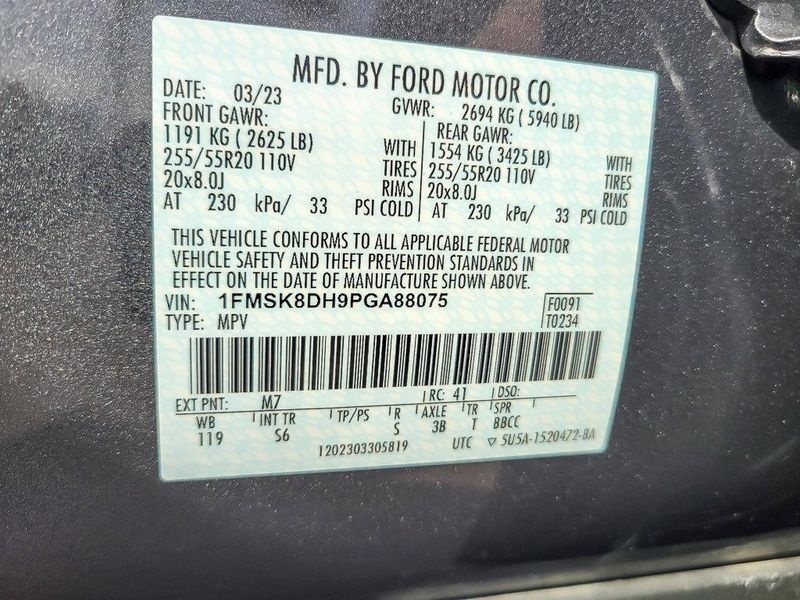 MFD. BY FORD MOTOR CO.
DATE: 03/23 GVWR: 2694 KG ( 5940 LB)
FRONT GAWR: REAR GAWR:
1191 KG ( 2625 LB) WITH 1554 KG ( 3425 LB) WITH
255/55R20 110V TIRES 255/55R20 110V TIRES
20x8.0J RIMS 20x8.0J RIMS
AT 230 kPa/ 33 PSI COLD AT 230 kPa/ 33 PSI COLD
THIS VEHICLE CONFORMS TO ALL APPLICABLE FEDERAL MOTOR
VEHICLE SAFETY AND THEFT PREVENTION STANDARDS IN
EFFECT ON THE DATE OF MANUFACTURE SHOWN ABOVE.
VIN: 1FMSK8DH9PGA88075 F0091
TYPE: MPV T0234
EXT PNT: M7 RC: 41 DSO:
WB INT TR TP/PS R AXLE TR SPR
119 S6 S 3B T BBCC
1202303305819 UTC ▽ 5U5A-1520472-BA